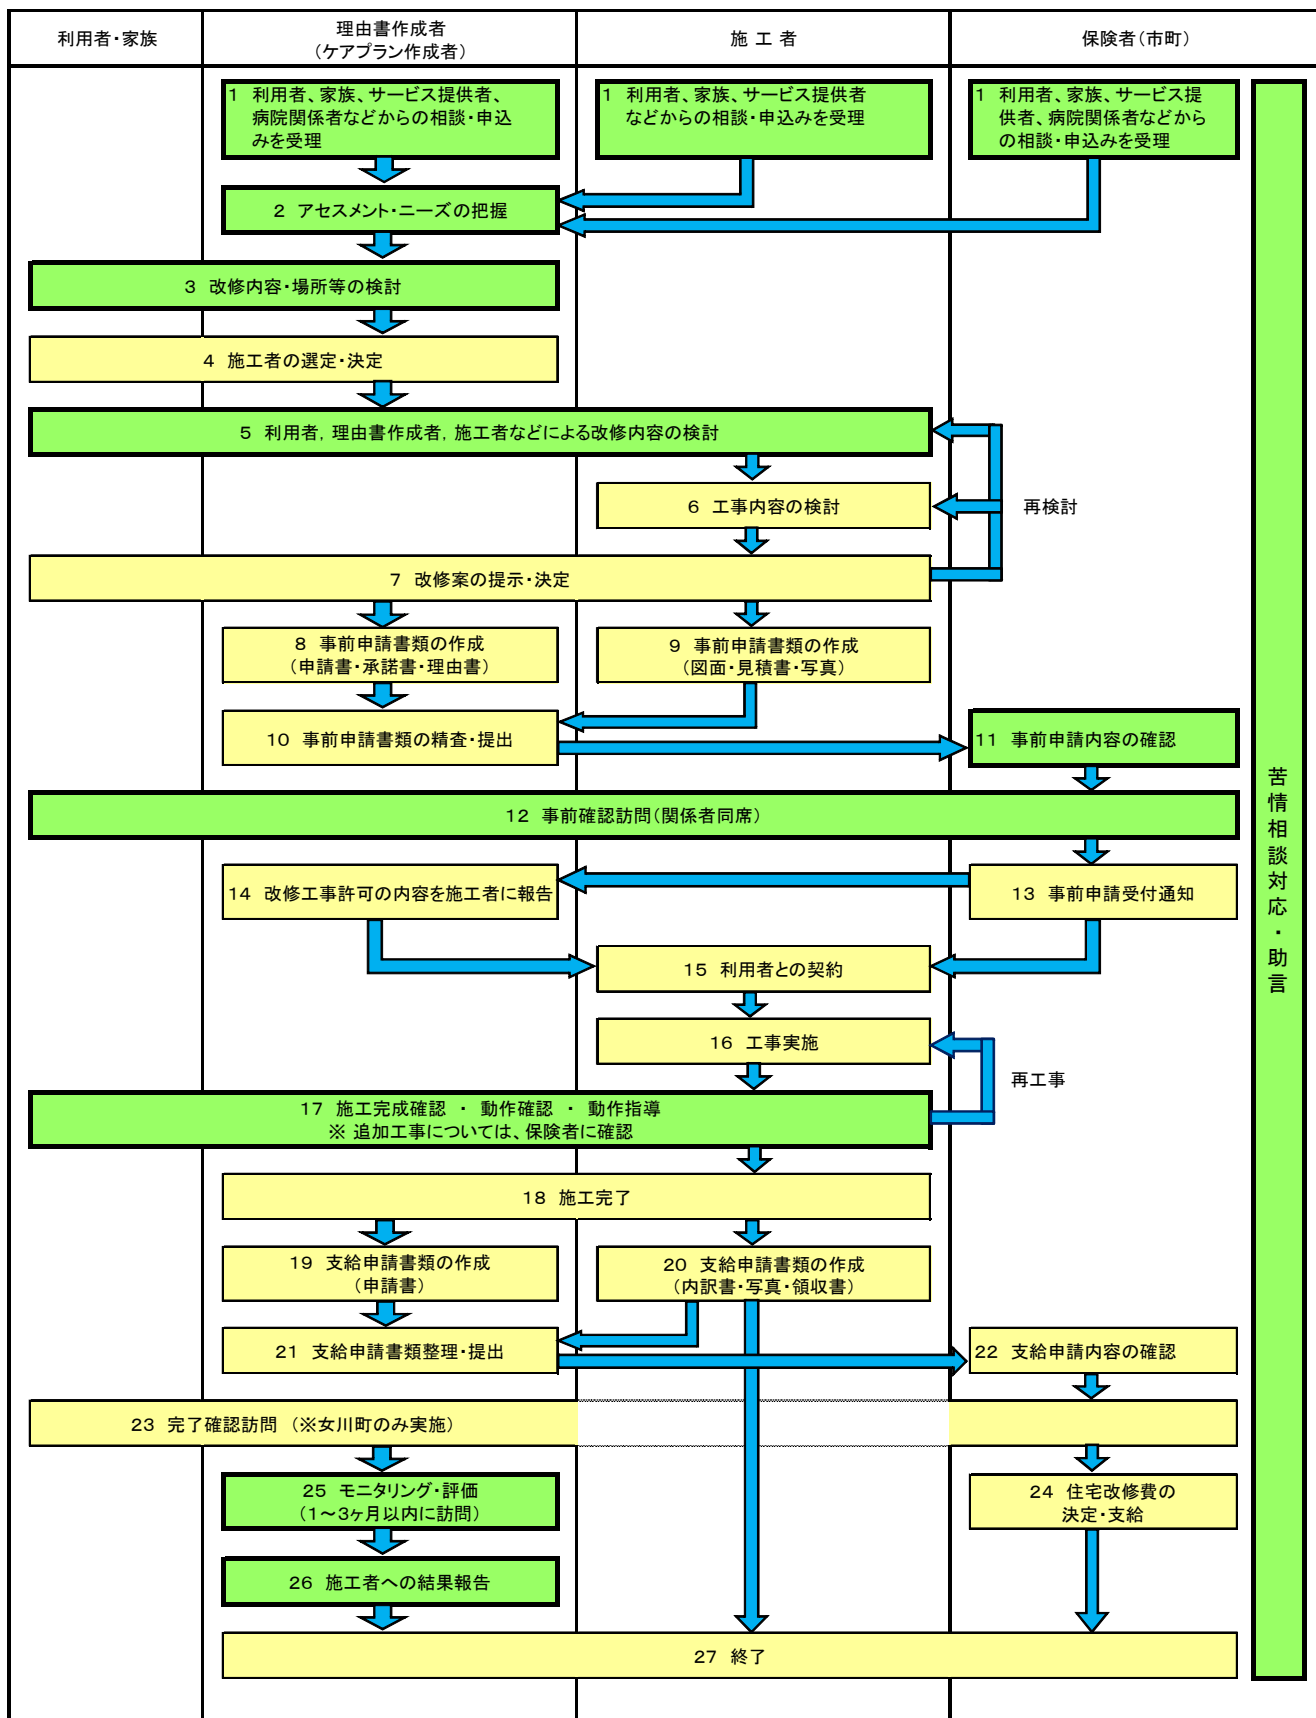 利用者・家族
理由書作成者
(ケアプラン作成者)
施 工 者
保険者(市町)
1 利用者、家族、サービス提供者、
病院関係者などからの相談・申込
みを受理
1 利用者、家族、サービス提供者
などからの相談・申込みを受理
1 利用者、家族、サービス提
供者、病院関係者などから
の相談・申込みを受理
2 アセスメント・ニーズの把握
3 改修内容・場所等の検討
4 施工者の選定・決定
5 利用者,理由書作成者,施工者などによる改修内容の検討
6 工事内容の検討
再検討
7 改修案の提示・決定
8 事前申請書類の作成
(申請書・承諾書・理由書)
9 事前申請書類の作成
(図面・見積書・写真)
10 事前申請書類の精査・提出
11 事前申請内容の確認
12 事前確認訪問(関係者同席)
14 改修工事許可の内容を施工者に報告
13 事前申請受付通知
15 利用者との契約
16 工事実施
再工事
17 施工完成確認 ・ 動作確認 ・ 動作指導
※ 追加工事については、保険者に確認
18 施工完了
19 支給申請書類の作成
(申請書)
20 支給申請書類の作成
(内訳書・写真・領収書)
21 支給申請書類整理・提出
22 支給申請内容の確認
23 完了確認訪問 (※女川町のみ実施)
25 モニタリング・評価
(1~3ヶ月以内に訪問)
24 住宅改修費の
決定・支給
26 施工者への結果報告
27 終了
苦情相談対応・助言